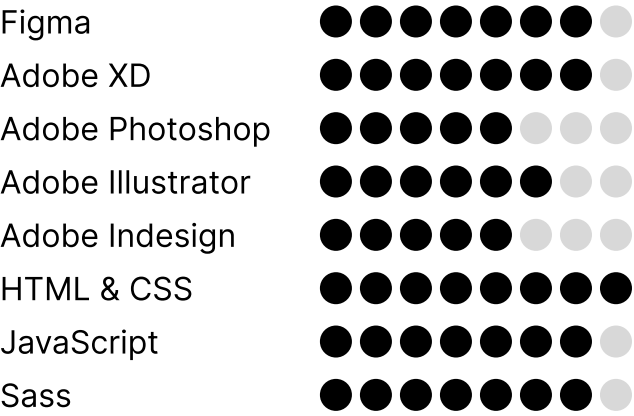 Figma
Adobe XD
Adobe Photoshop
Adobe Illustrator
Adobe Indesign
HTML & CSS
JavaScript
Sass